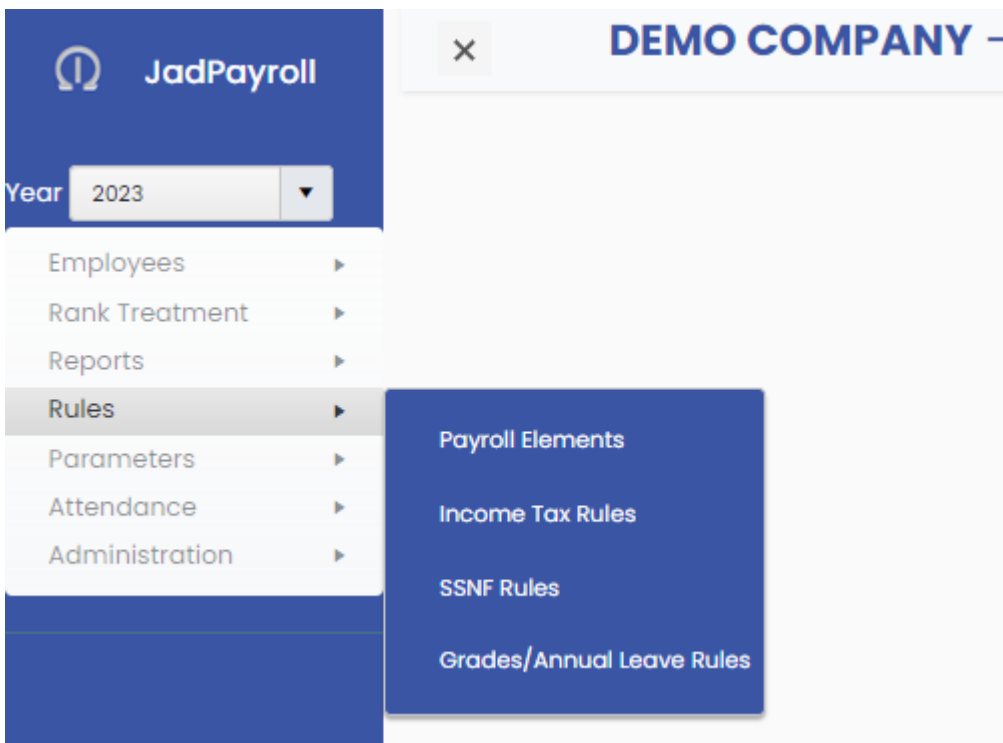 JadPayroll
DEMO COMPANY -
Year 2023
Employees
Rank Treatment
Reports
Rules
Parameters
Attendance
Administration
Payroll Elements
Income Tax Rules
SSNF Rules
Grades/Annual Leave Rules